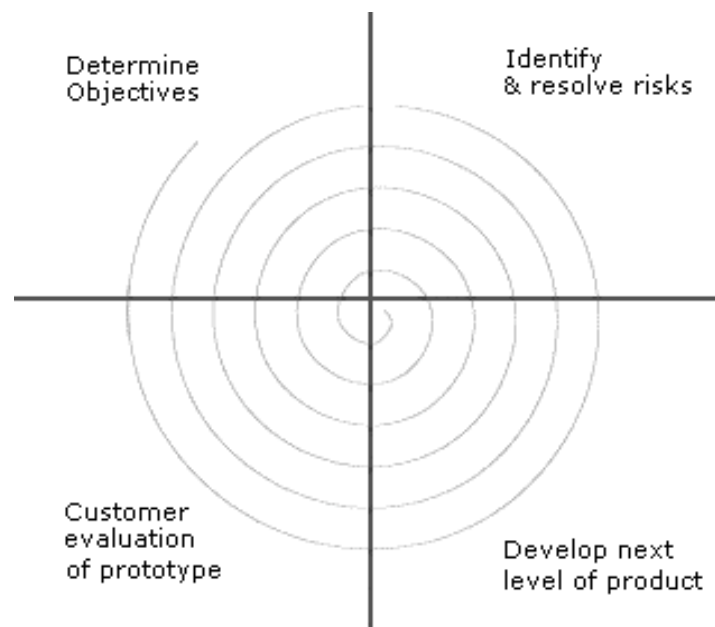 Determine
Objectives
Identify
& resolve risks
Customer
evaluation
of prototype
Develop next
level of product